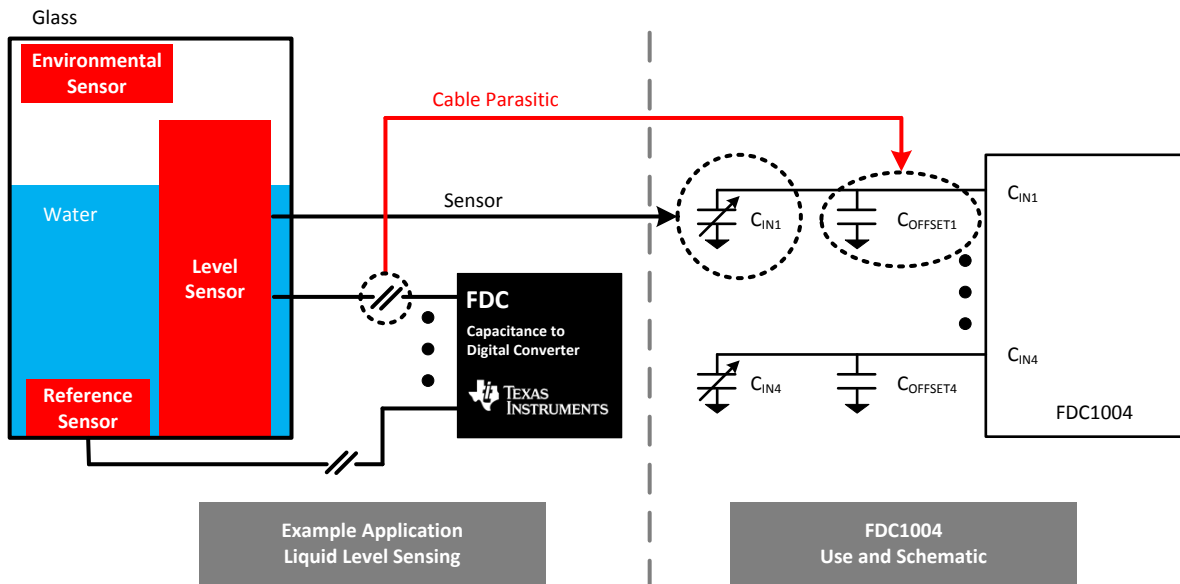 Glass
Environmental
Sensor
Cable Parasitic
Water
Sensor
Level
Sensor
Reference
Sensor
FDC
Capacitance to
Digital Converter
TEXAS
INSTRUMENTS
CIN1
COFFSET1
CIN1
CIN4
COFFSET4
CIN4
FDC1004
Example Application
Liquid Level Sensing
FDC1004
Use and Schematic